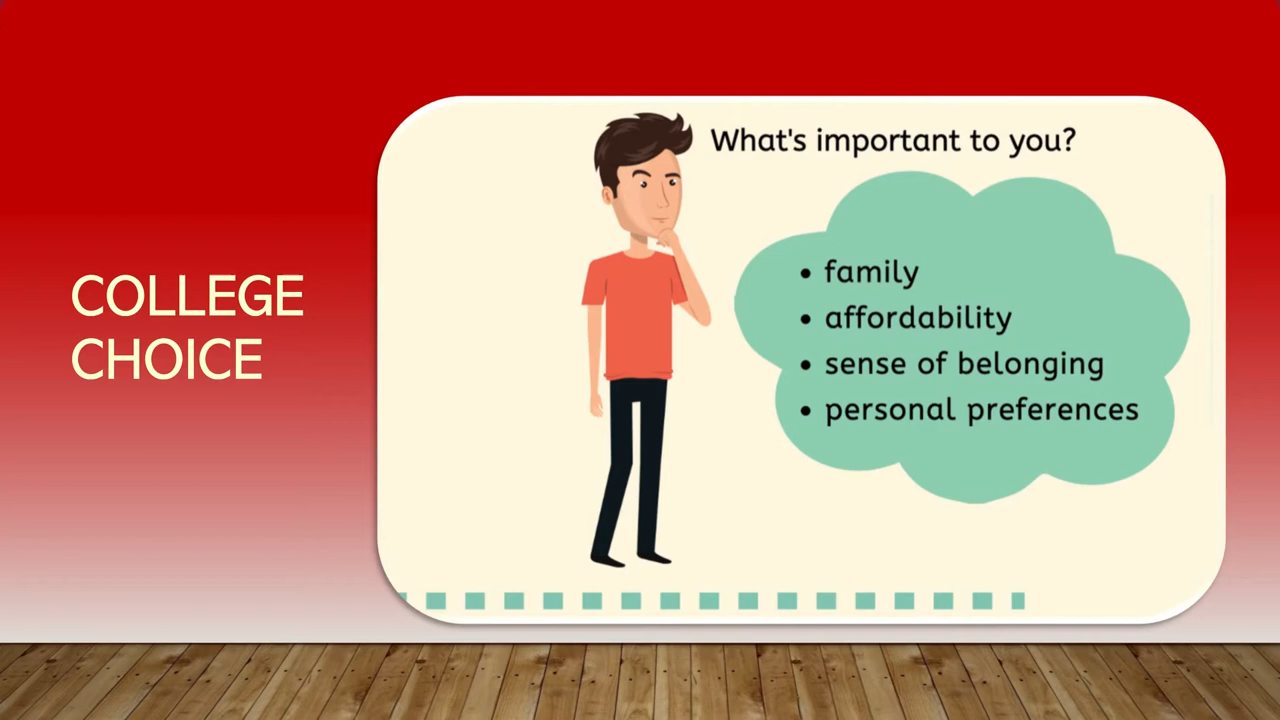 COLLEGE
CHOICE
What's important to you?
• family
• affordability
• sense of belonging
• personal preferences